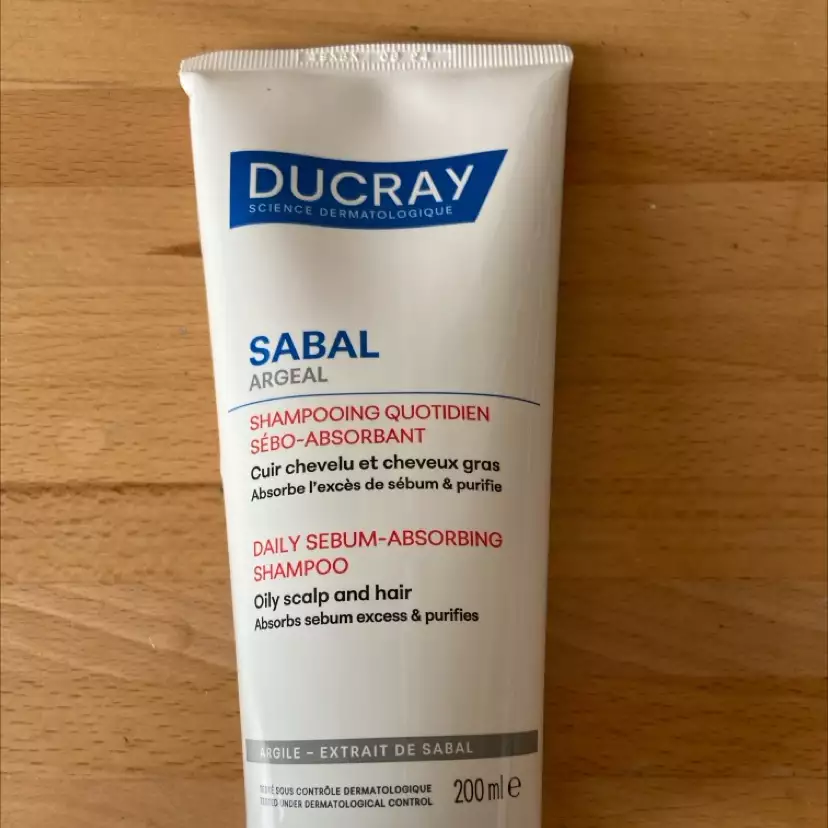 DUCRAY
SCIENCE DERMATOLOGIQUE
SABAL
ARGEAL
SHAMPOOING QUOTIDIEN
SÉBO-ABSORBANT
Cuir chevelu et cheveux gras
Absorbe l'excès de sébum & purifie
DAILY SEBUM-ABSORBING
SHAMPOO
Oily scalp and hair
Absorbs sebum excess & purifies
ARGILE – EXTRAIT DE SABAL
SOUS CONTRÔLE DERMATOLOGIQUE
UNDER DERMATOLOGICAL CONTROL
200 ml e